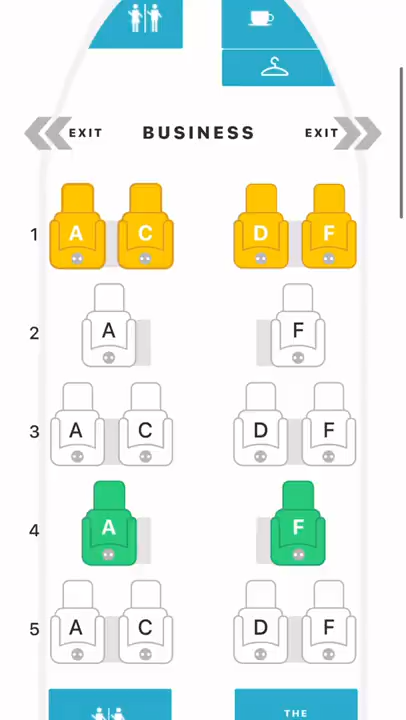 EXIT BUSINESS EXIT
1 A C D F
2 A F
3 A C D F
4 A F
5 A C D F
THE